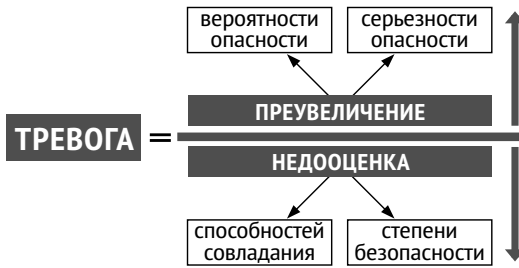 вероятности
опасности
серьезности
опасности
ПРЕУВЕЛИЧЕНИЕ
ТРЕВОГА =
НЕДООЦЕНКА
способностей
совладания
степени
безопасности